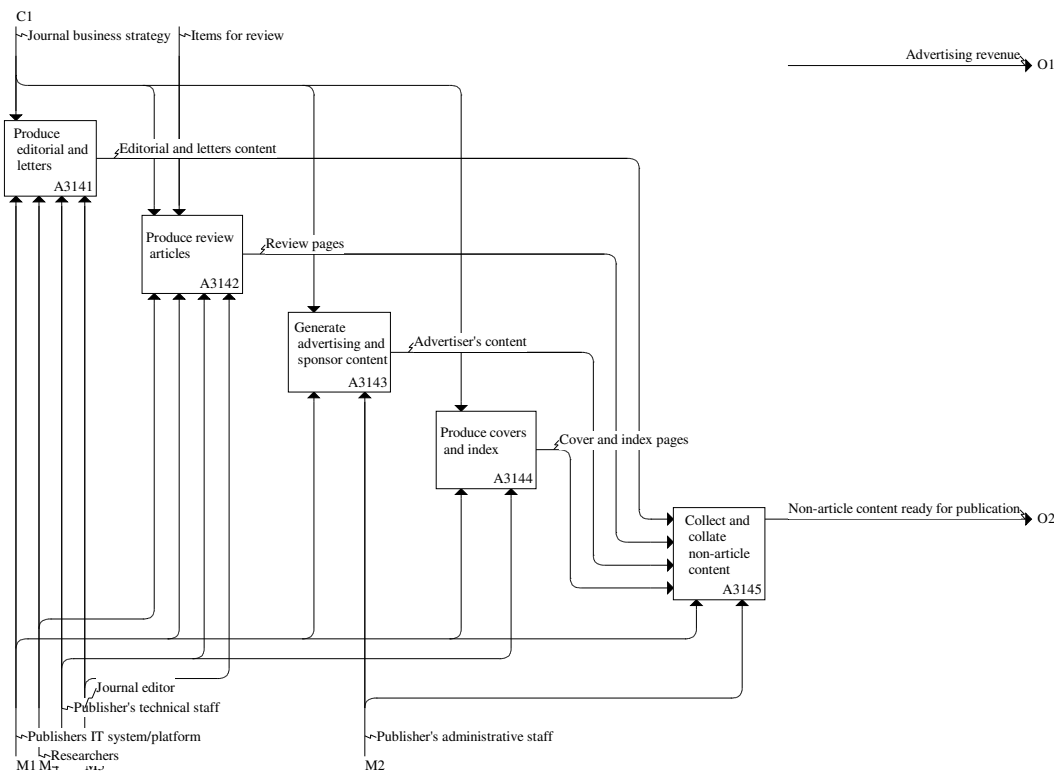 C1
Journal business strategy
Items for review
Advertising revenue
O1
Produce
editorial and
letters
A3141
Editorial and letters content
Produce review
articles
A3142
Review pages
Generate
advertising and
sponsor content
A3143
Advertiser's content
Produce covers
and index
A3144
Cover and index pages
Collect and
collate
non-article
content
A3145
Non-article content ready for publication
O2
Journal editor
Publisher's technical staff
Publishers IT system/platform
Publisher's administrative staff
Researchers
M1
M2